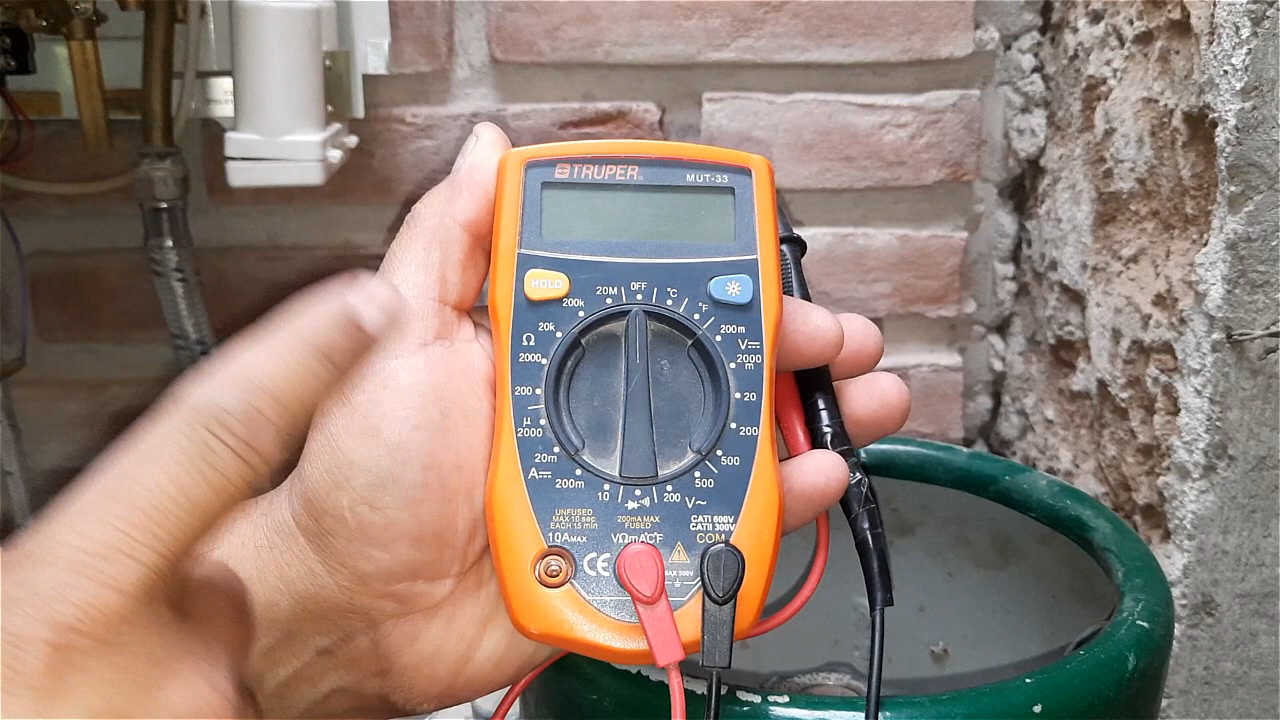 TRUPER
MUT-33
HOLD
OFF
°C
°F
200m
V⎓
2000
m
20
200
500
500
V~
200
10
200m
A⎓
20m
2000
µ
200
2000
Ω
20k
200k
20M
UNFUSED
MAX 10 sec
EACH 15 min
10AMAX
200mA MAX
FUSED
VΩmA°C°F
CATI 600V
CATII 300V
COM
CE
MAX 500V